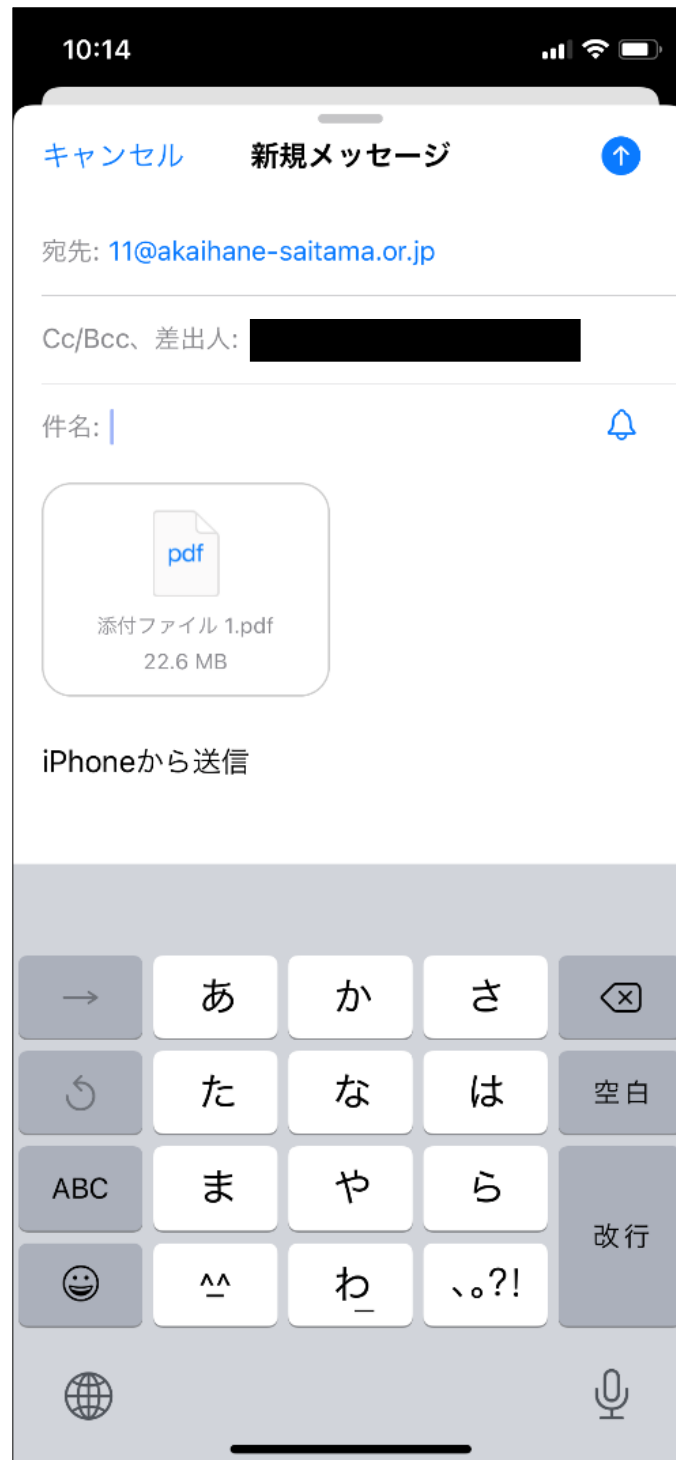 10:14
キャンセル 新規メッセージ
宛先: 11@akaihane-saitama.or.jp
Cc/Bcc、差出人:
件名:
pdf
添付ファイル 1.pdf
22.6 MB
iPhoneから送信
あ か さ
た な は 空白
ABC ま や ら
改行
^^ わ 、。?!